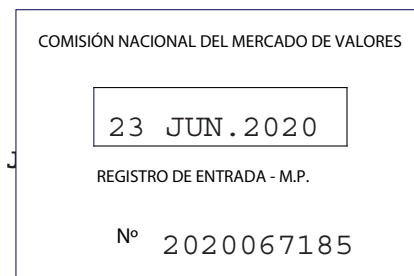 COMISIÓN NACIONAL DEL MERCADO DE VALORES
23 JUN.2020
REGISTRO DE ENTRADA - M.P.
Nº 2020067185